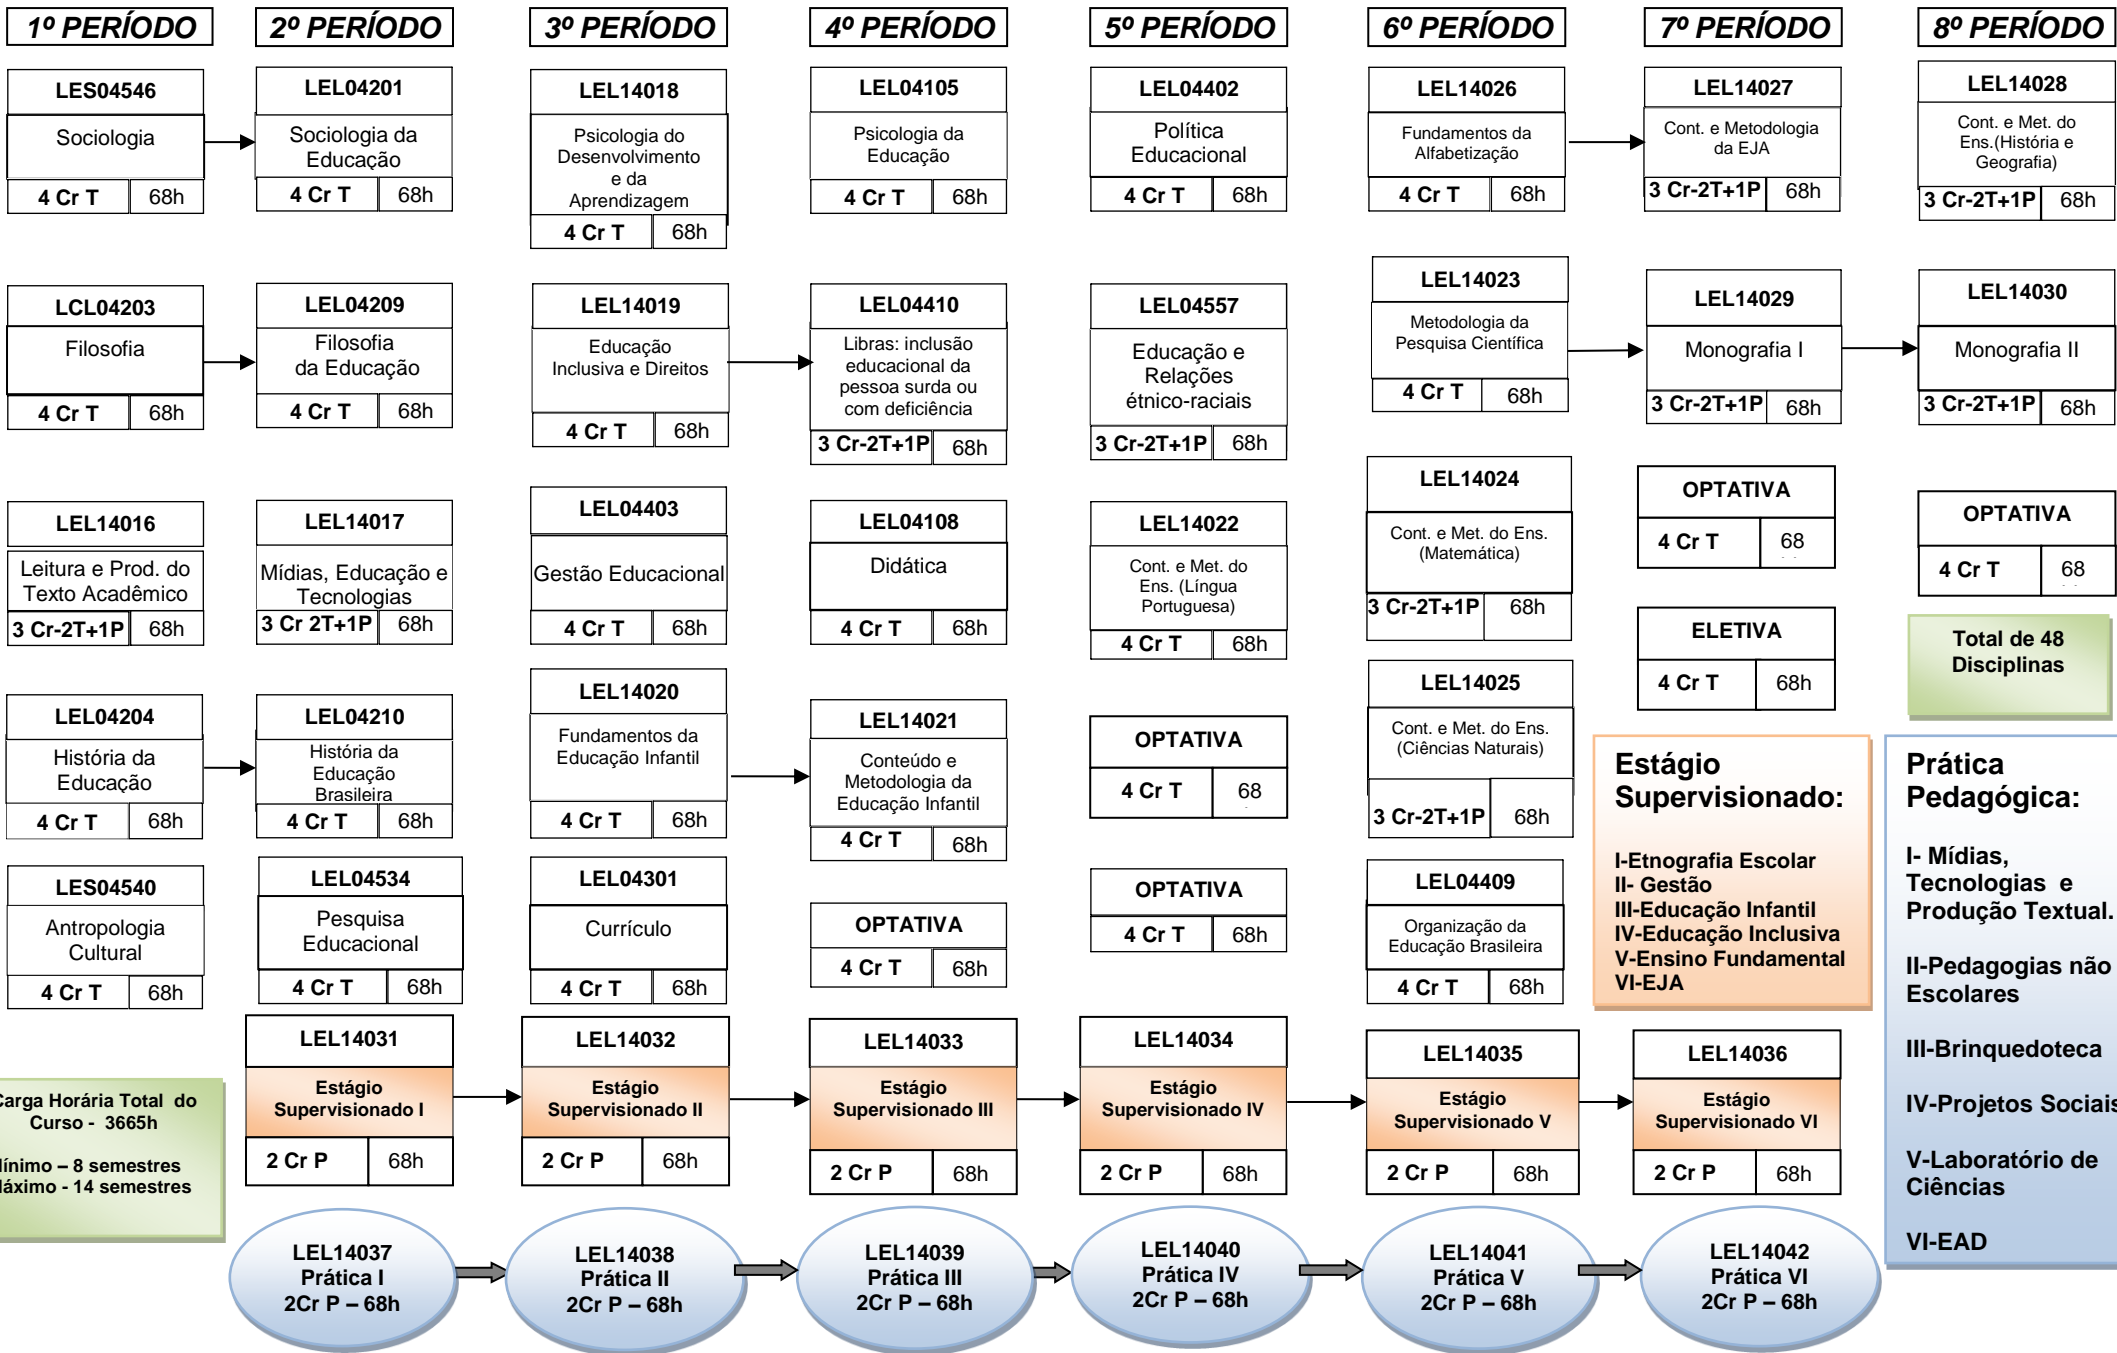 1º PERÍODO
2º PERÍODO
3º PERÍODO
4º PERÍODO
5º PERÍODO
6º PERÍODO
7º PERÍODO
8º PERÍODO
LES04546
Sociologia
4 Cr T 68h
LEL04201
Sociologia da
Educação
4 Cr T 68h
LEL14018
Psicologia do
Desenvolvimento
e da
Aprendizagem
4 Cr T 68h
LEL04105
Psicologia da
Educação
4 Cr T 68h
LEL04402
Política
Educacional
4 Cr T 68h
LEL14026
Fundamentos da
Alfabetização
4 Cr T 68h
LEL14027
Cont. e Metodologia
da EJA
3 Cr-2T+1P 68h
LEL14028
Cont. e Met. do
Ens.(História e
Geografia)
3 Cr-2T+1P 68h
LCL04203
Filosofia
4 Cr T 68h
LEL04209
Filosofia
da Educação
4 Cr T 68h
LEL14019
Educação
Inclusiva e Direitos
4 Cr T 68h
LEL04410
Libras: inclusão
educacional da
pessoa surda ou
com deficiência
3 Cr-2T+1P 68h
LEL04557
Educação e
Relações
étnico-raciais
3 Cr-2T+1P 68h
LEL14023
Metodologia da
Pesquisa Científica
4 Cr T 68h
LEL14029
Monografia I
3 Cr-2T+1P 68h
LEL14030
Monografia II
3 Cr-2T+1P 68h
LEL14016
Leitura e Prod. do
Texto Acadêmico
3 Cr-2T+1P 68h
LEL14017
Mídias, Educação e
Tecnologias
3 Cr 2T+1P 68h
LEL04403
Gestão Educacional
4 Cr T 68h
LEL04108
Didática
4 Cr T 68h
LEL14022
Cont. e Met. do
Ens. (Língua
Portuguesa)
4 Cr T 68h
LEL14024
Cont. e Met. do Ens.
(Matemática)
3 Cr-2T+1P 68h
OPTATIVA
4 Cr T 68
OPTATIVA
4 Cr T 68
ELETIVA
4 Cr T 68h
Total de 48
Disciplinas
LEL04204
História da
Educação
4 Cr T 68h
LEL04210
História da
Educação
Brasileira
4 Cr T 68h
LEL14020
Fundamentos da
Educação Infantil
4 Cr T 68h
LEL14021
Conteúdo e
Metodologia da
Educação Infantil
4 Cr T 68h
OPTATIVA
4 Cr T 68
LEL14025
Cont. e Met. do Ens.
(Ciências Naturais)
3 Cr-2T+1P 68h
LES04540
Antropologia
Cultural
4 Cr T 68h
LEL04534
Pesquisa
Educacional
4 Cr T 68h
LEL04301
Currículo
4 Cr T 68h
OPTATIVA
4 Cr T 68h
OPTATIVA
4 Cr T 68h
LEL04409
Organização da
Educação Brasileira
4 Cr T 68h
Estágio
Supervisionado:
I-Etnografia Escolar
II- Gestão
III-Educação Infantil
IV-Educação Inclusiva
V-Ensino Fundamental
VI-EJA
Prática
Pedagógica:
I- Mídias,
Tecnologias e
Produção Textual.
II-Pedagogias não
Escolares
III-Brinquedoteca
IV-Projetos Sociais
V-Laboratório de
Ciências
VI-EAD
Carga Horária Total do
Curso - 3665h
Mínimo – 8 semestres
Máximo - 14 semestres
LEL14031
Estágio
Supervisionado I
2 Cr P 68h
LEL14032
Estágio
Supervisionado II
2 Cr P 68h
LEL14033
Estágio
Supervisionado III
2 Cr P 68h
LEL14034
Estágio
Supervisionado IV
2 Cr P 68h
LEL14035
Estágio
Supervisionado V
2 Cr P 68h
LEL14036
Estágio
Supervisionado VI
2 Cr P 68h
LEL14037
Prática I
2Cr P – 68h
LEL14038
Prática II
2Cr P – 68h
LEL14039
Prática III
2Cr P – 68h
LEL14040
Prática IV
2Cr P – 68h
LEL14041
Prática V
2Cr P – 68h
LEL14042
Prática VI
2Cr P – 68h